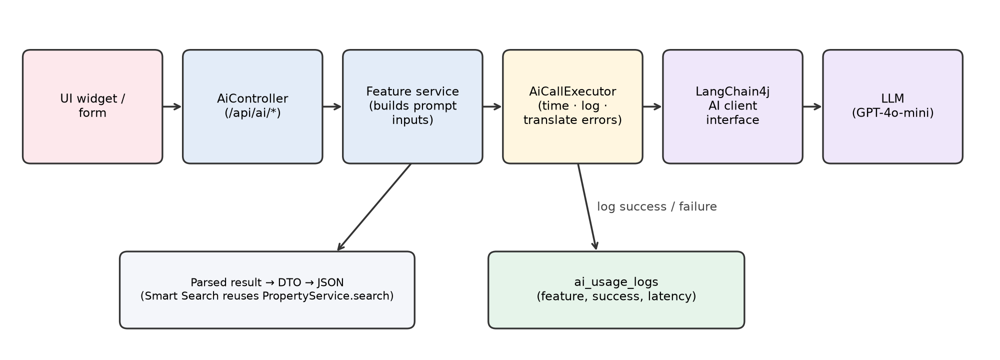 UI widget /
form
AiController
(/api/ai/*)
Feature service
(builds prompt
inputs)
AiCallExecutor
(time · log ·
translate errors)
LangChain4j
AI client
interface
LLM
(GPT-4o-mini)
log success / failure
Parsed result → DTO → JSON
(Smart Search reuses PropertyService.search)
ai_usage_logs
(feature, success, latency)